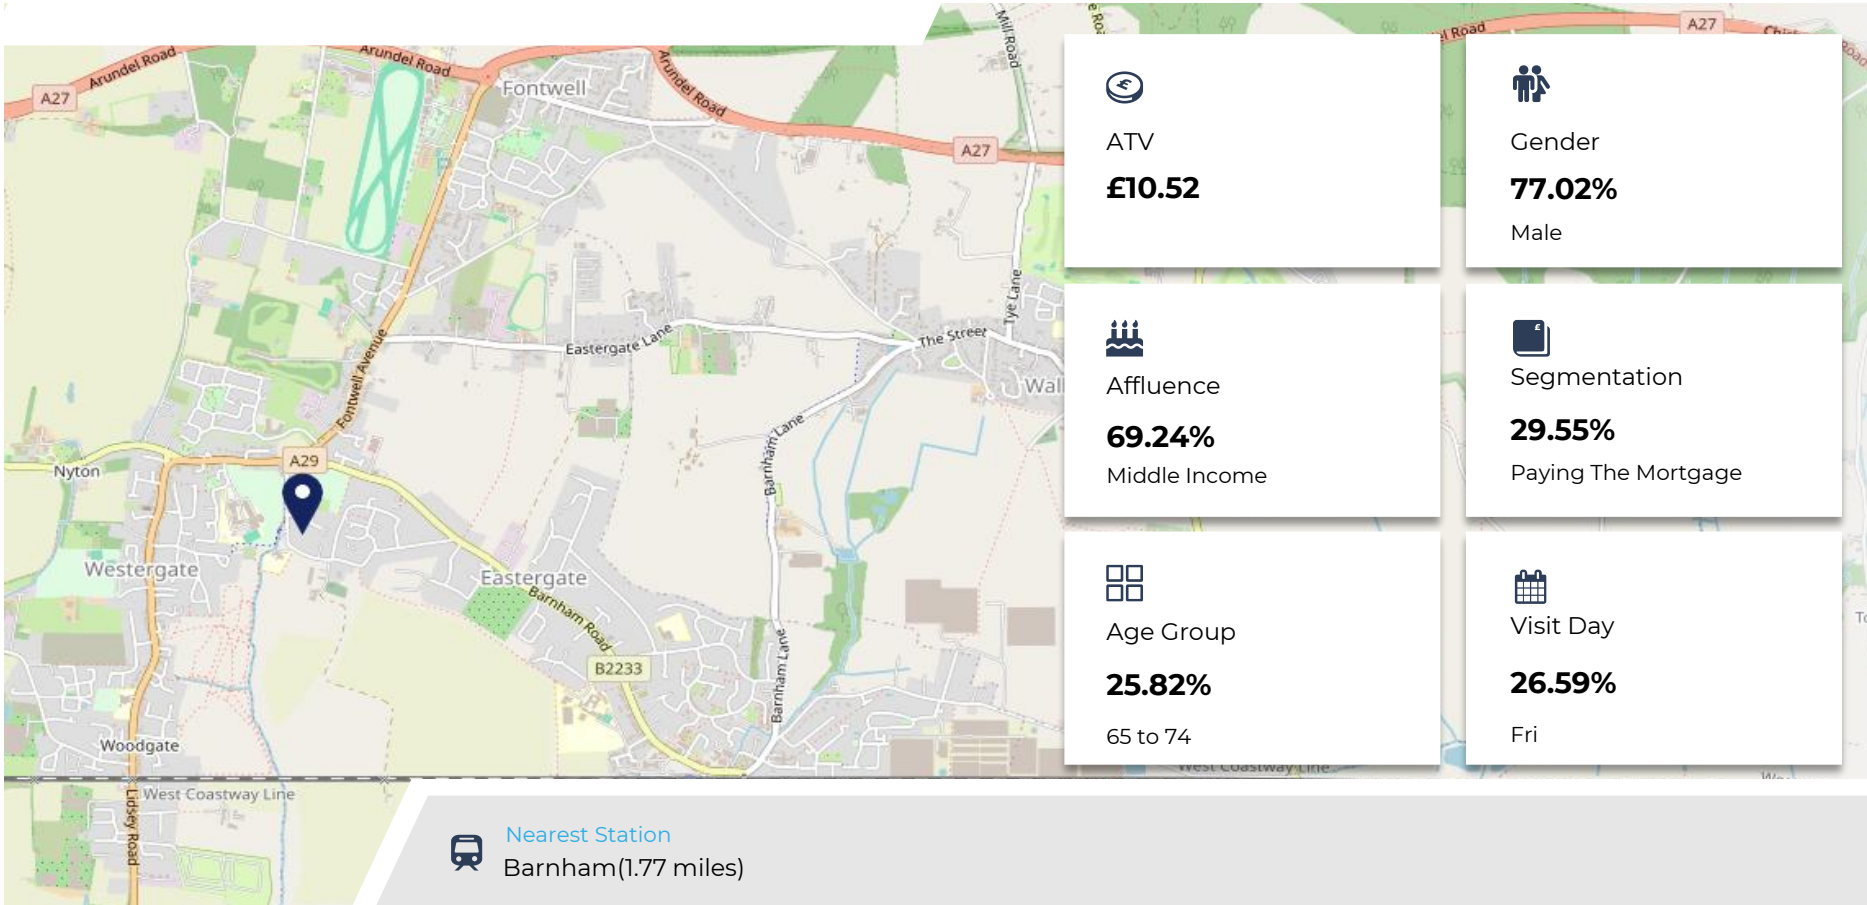 Arundel Road
Arundel Road
Arundel Road
A27
A27
A27
Fontwell
Mill Road
Eastergate Lane
The Street
Tye Lane
Fontwell Avenue
Barnham Lane
A29
Nyton
Westergate
Eastergate
Barnham Road
B2233
Barnham Lane
Woodgate
West Coastway Line
Lidsey Road
West Coastway Line
ATV
£10.52
Gender
77.02%
Male
Affluence
69.24%
Middle Income
Segmentation
29.55%
Paying The Mortgage
Age Group
25.82%
65 to 74
Visit Day
26.59%
Fri
Nearest Station
Barnham(1.77 miles)